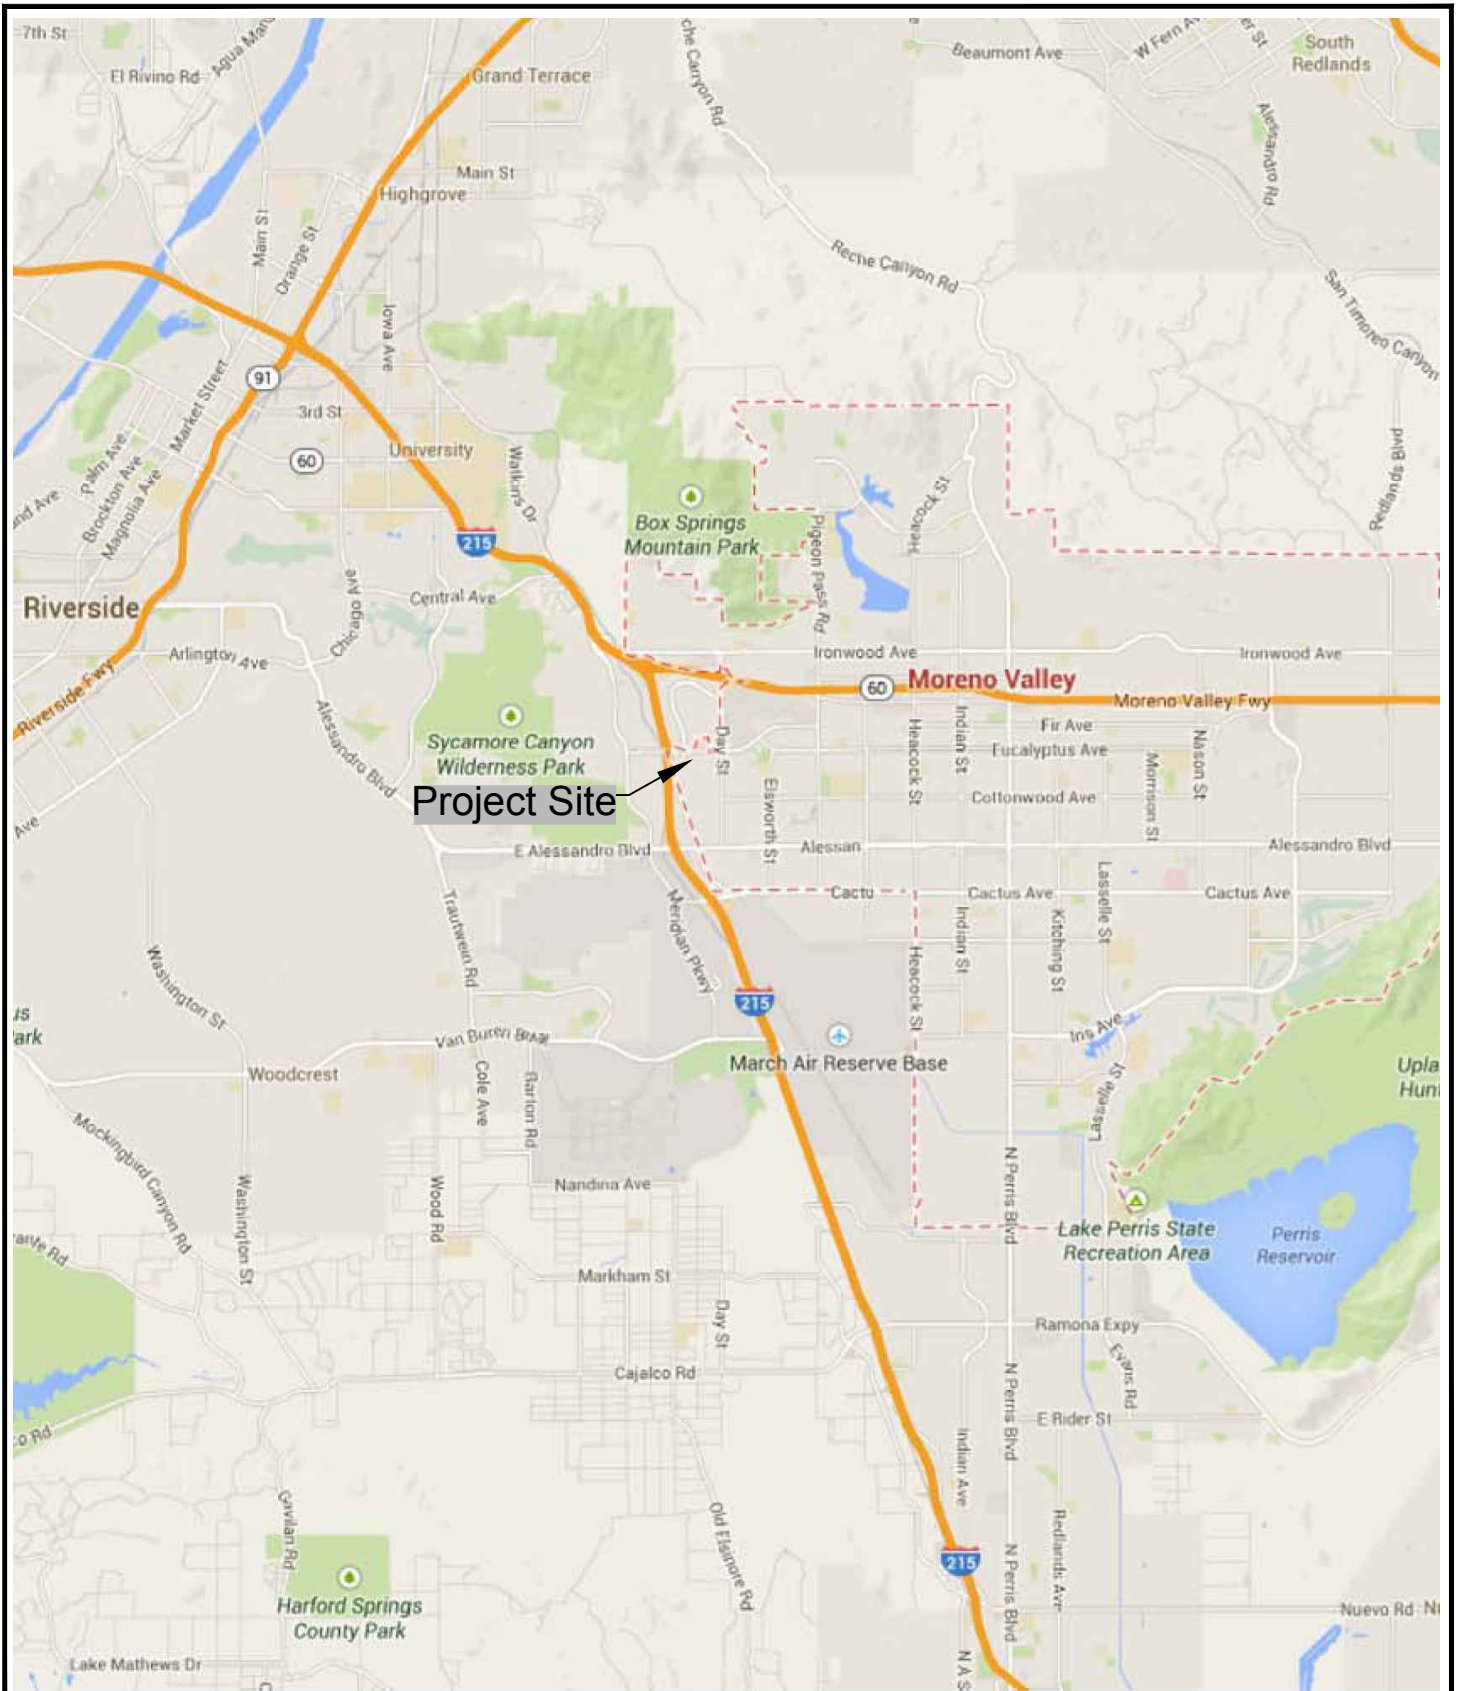 7th St
El Rivino Rd
Grand Terrace
Beaumont Ave
South
Redlands
Alessandro Rd
Main St
Highgrove
Main St
Orange St
Reche Canyon Rd
San Timoteo Canyon
Iowa Ave
91
Market Street
3rd St
60
University
Watkins Dr
Palm Ave
Brockton Ave
Magnolia Ave
215
Box Springs
Mountain Park
Pigeon Pass Rd
Heacock St
Redlands Blvd
Riverside
Central Ave
Arlington Ave
Riverside Fwy
Ironwood Ave
Ironwood Ave
60
Moreno Valley
Moreno Valley Fwy
Alessandro Blvd
Sycamore Canyon
Wilderness Park
Project Site
Day St
Elsworth St
Heacock St
Indian St
Fir Ave
Eucalyptus Ave
Cottonwood Ave
Morrison St
Nason St
E Alessandro Blvd
Alessan
Alessandro Blvd
Cactu
Cactus Ave
Cactus Ave
Lasselle St
Kitching St
Indian St
Heacock St
Trautwein Rd
Meridian Pkwy
Washington St
215
us
ark
Van Buren
Woodcrest
Cole Ave
Barton Rd
March Air Reserve Base
Iris Ave
Lasselle St
Upla
Hun
Mockingbird Canyon Rd
Washington St
Wood Rd
Nandina Ave
N Perris Blvd
Lake Perris State
Recreation Area
Perris
Reservoir
Markham St
Day St
Ramona Expy
Evans Rd
Cajalco Rd
N Perris Blvd
E Rider St
Indian Ave
Gavilan Rd
Old Elsinore Rd
Redlands Ave
215
N Perris Blvd
Harford Springs
County Park
Nuevo Rd
Lake Mathews Dr
N A S